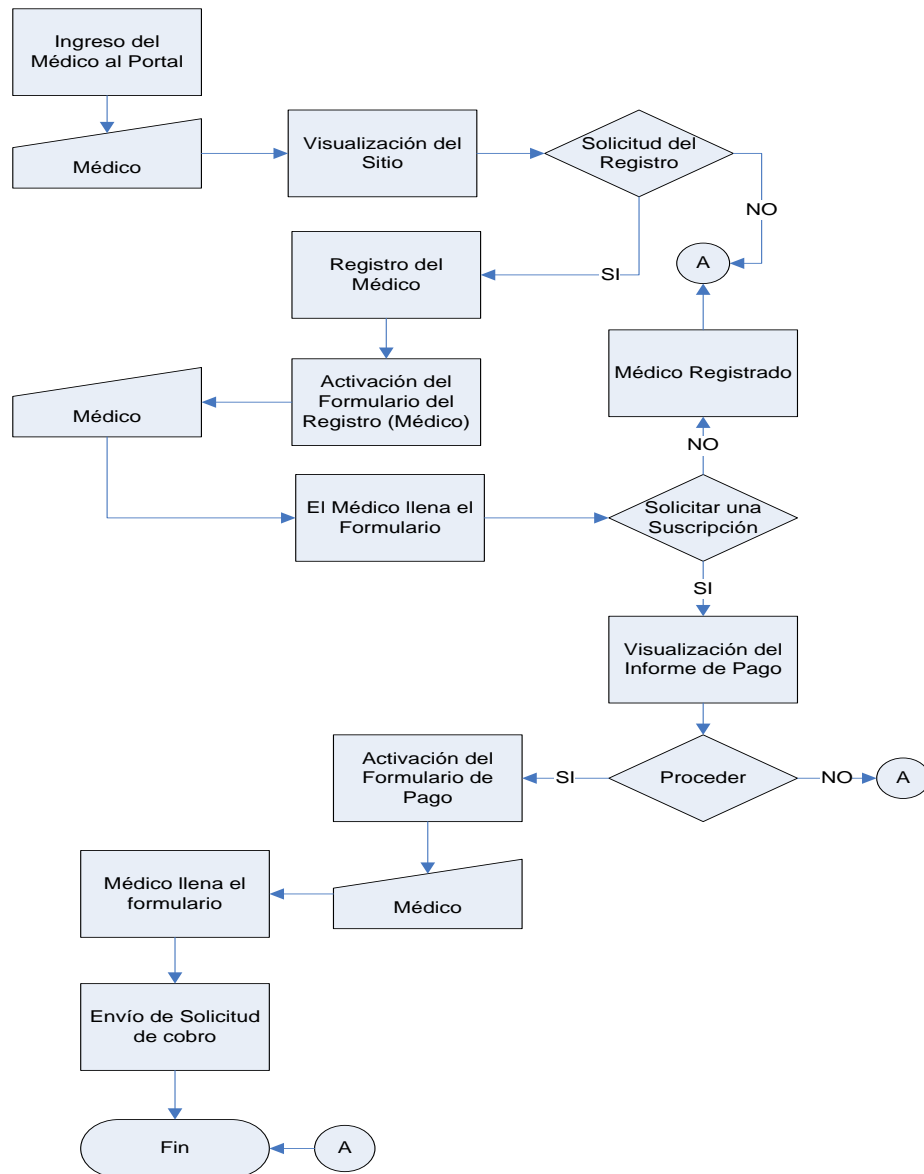 Ingreso del
Médico al Portal
Médico
Visualización del
Sitio
Solicitud del
Registro
NO
SI
A
Registro del
Médico
Médico Registrado
Activación del
Formulario del
Registro (Médico)
Médico
NO
El Médico llena el
Formulario
Solicitar una
Suscripción
SI
Visualización del
Informe de Pago
Activación del
Formulario de
Pago
SI
Proceder
NO
A
Médico llena el
formulario
Médico
Envío de Solicitud
de cobro
Fin
A